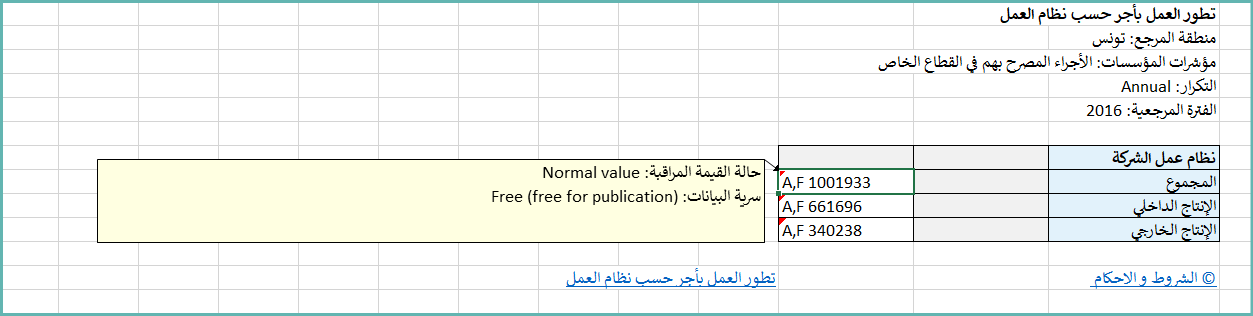 تطور العمل بأجر حسب نظام العمل
منطقة المرجع: تونس
مؤشرات المؤسسات: الأجراء المصرح بهم في القطاع الخاص
التكرار: Annual
الفترة المرجعية: 2016
نظام عمل الشركة
المجموع A,F 1001933
الإنتاج الداخلي A,F 661696
الإنتاج الخارجي A,F 340238
حالة القيمة المراقبة: Normal value
سرية البيانات: Free (free for publication)
© الشروط و الاحكام
تطور العمل بأجر حسب نظام العمل